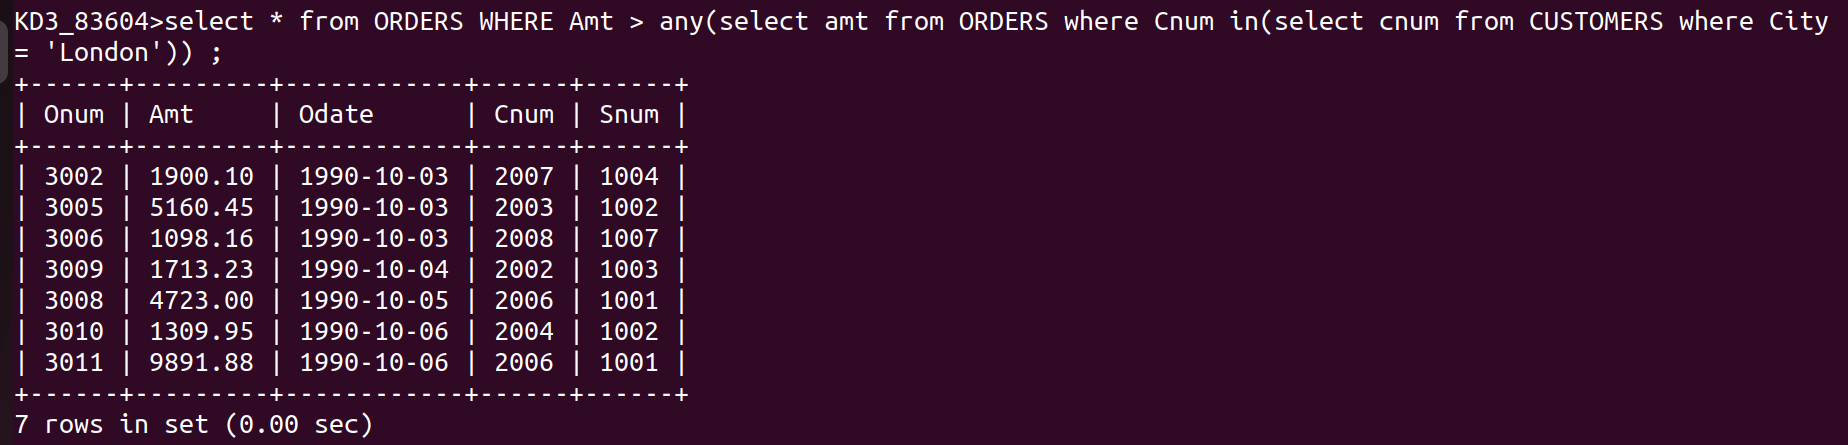 KD3_83604>select * from ORDERS WHERE Amt > any(select amt from ORDERS where Cnum in(select cnum from CUSTOMERS where City
= 'London')) ;
+------+---------+------------+------+------+
| Onum | Amt     | Odate      | Cnum | Snum |
+------+---------+------------+------+------+
| 3002 | 1900.10 | 1990-10-03 | 2007 | 1004 |
| 3005 | 5160.45 | 1990-10-03 | 2003 | 1002 |
| 3006 | 1098.16 | 1990-10-03 | 2008 | 1007 |
| 3009 | 1713.23 | 1990-10-04 | 2002 | 1003 |
| 3008 | 4723.00 | 1990-10-05 | 2006 | 1001 |
| 3010 | 1309.95 | 1990-10-06 | 2004 | 1002 |
| 3011 | 9891.88 | 1990-10-06 | 2006 | 1001 |
+------+---------+------------+------+------+
7 rows in set (0.00 sec)